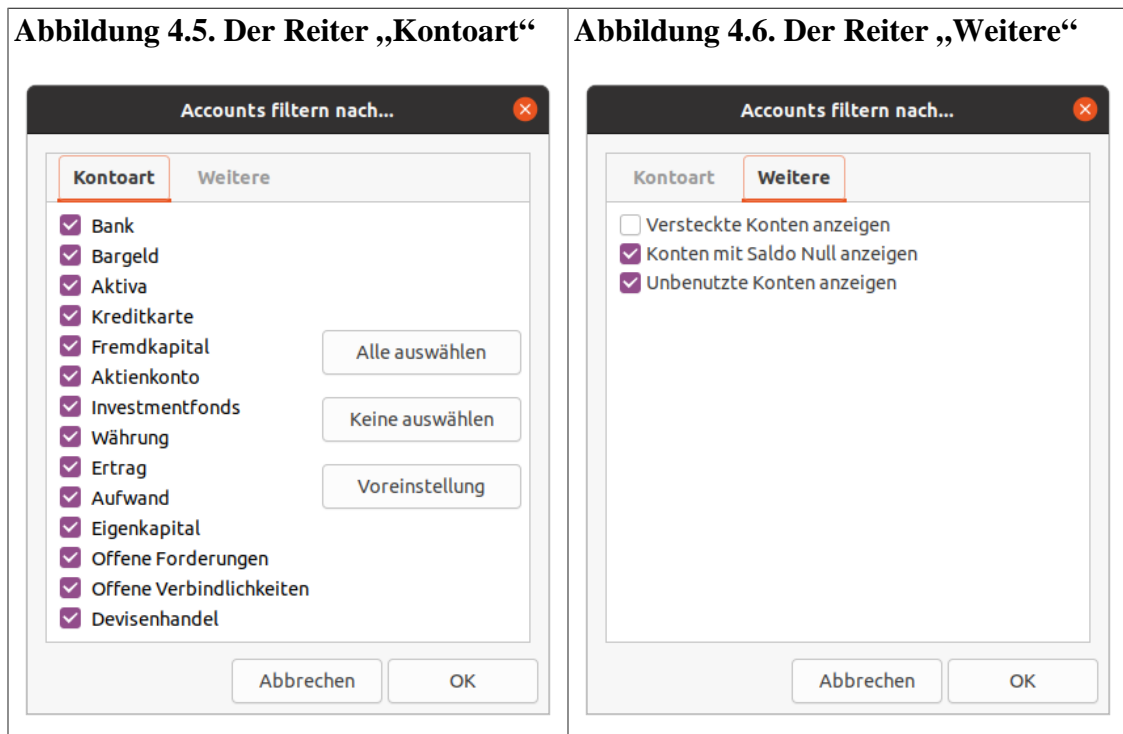 Abbildung 4.5. Der Reiter „Kontoart“
Accounts filtern nach...
Kontoart Weitere
Bank
Bargeld
Aktiva
Kreditkarte
Fremdkapital
Aktienkonto
Investmentfonds
Währung
Ertrag
Aufwand
Eigenkapital
Offene Forderungen
Offene Verbindlichkeiten
Devisenhandel
Alle auswählen
Keine auswählen
Voreinstellung
Abbrechen OK
Abbildung 4.6. Der Reiter „Weitere“
Accounts filtern nach...
Kontoart Weitere
Versteckte Konten anzeigen
Konten mit Saldo Null anzeigen
Unbenutzte Konten anzeigen
Abbrechen OK